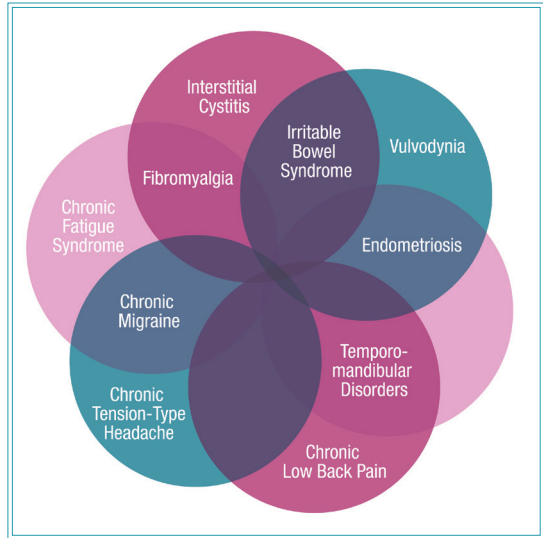 Interstitial
Cystitis
Irritable
Bowel
Syndrome
Vulvodynia
Fibromyalgia
Chronic
Fatigue
Syndrome
Endometriosis
Chronic
Migraine
Temporo-
mandibular
Disorders
Chronic
Tension-Type
Headache
Chronic
Low Back Pain